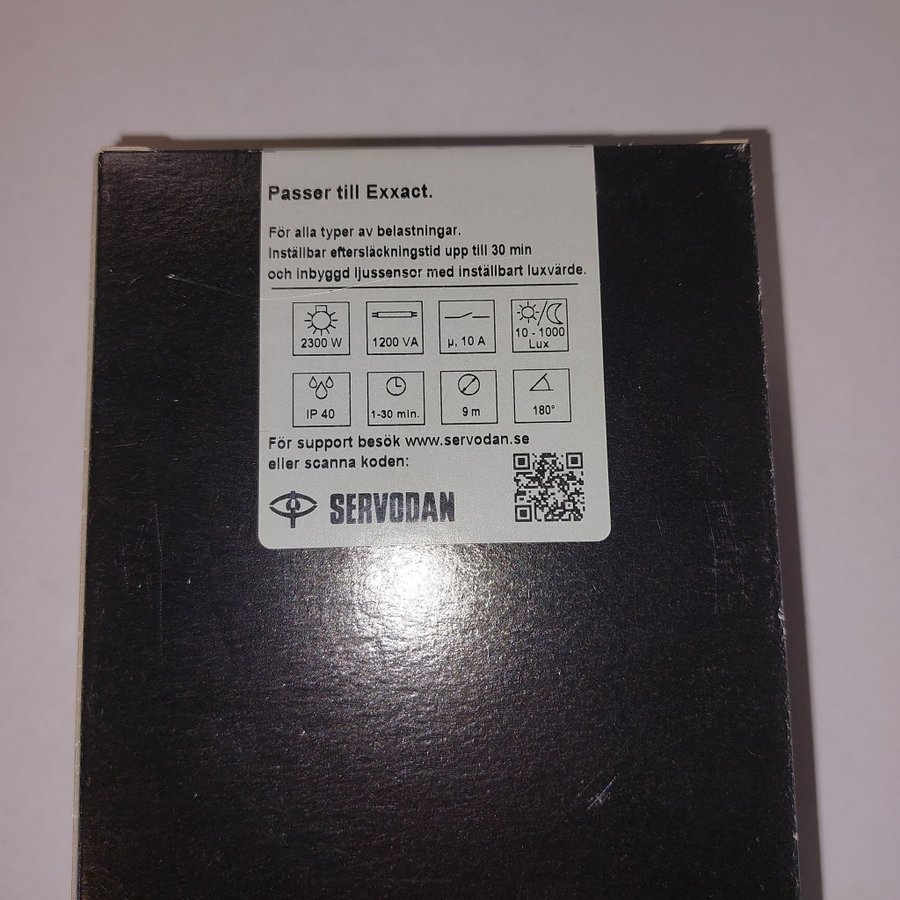 Passer till Exxact.
För alla typer av belastningar.
Inställbar eftersläckningstid upp till 30 min
och inbyggd ljussensor med inställbart luxvärde.
2300 W
1200 VA
µ, 10 A
10 - 1000
Lux
IP 40
1-30 min.
9 m
180°
För support besök www.servodan.se
eller scanna koden:
SERVODAN